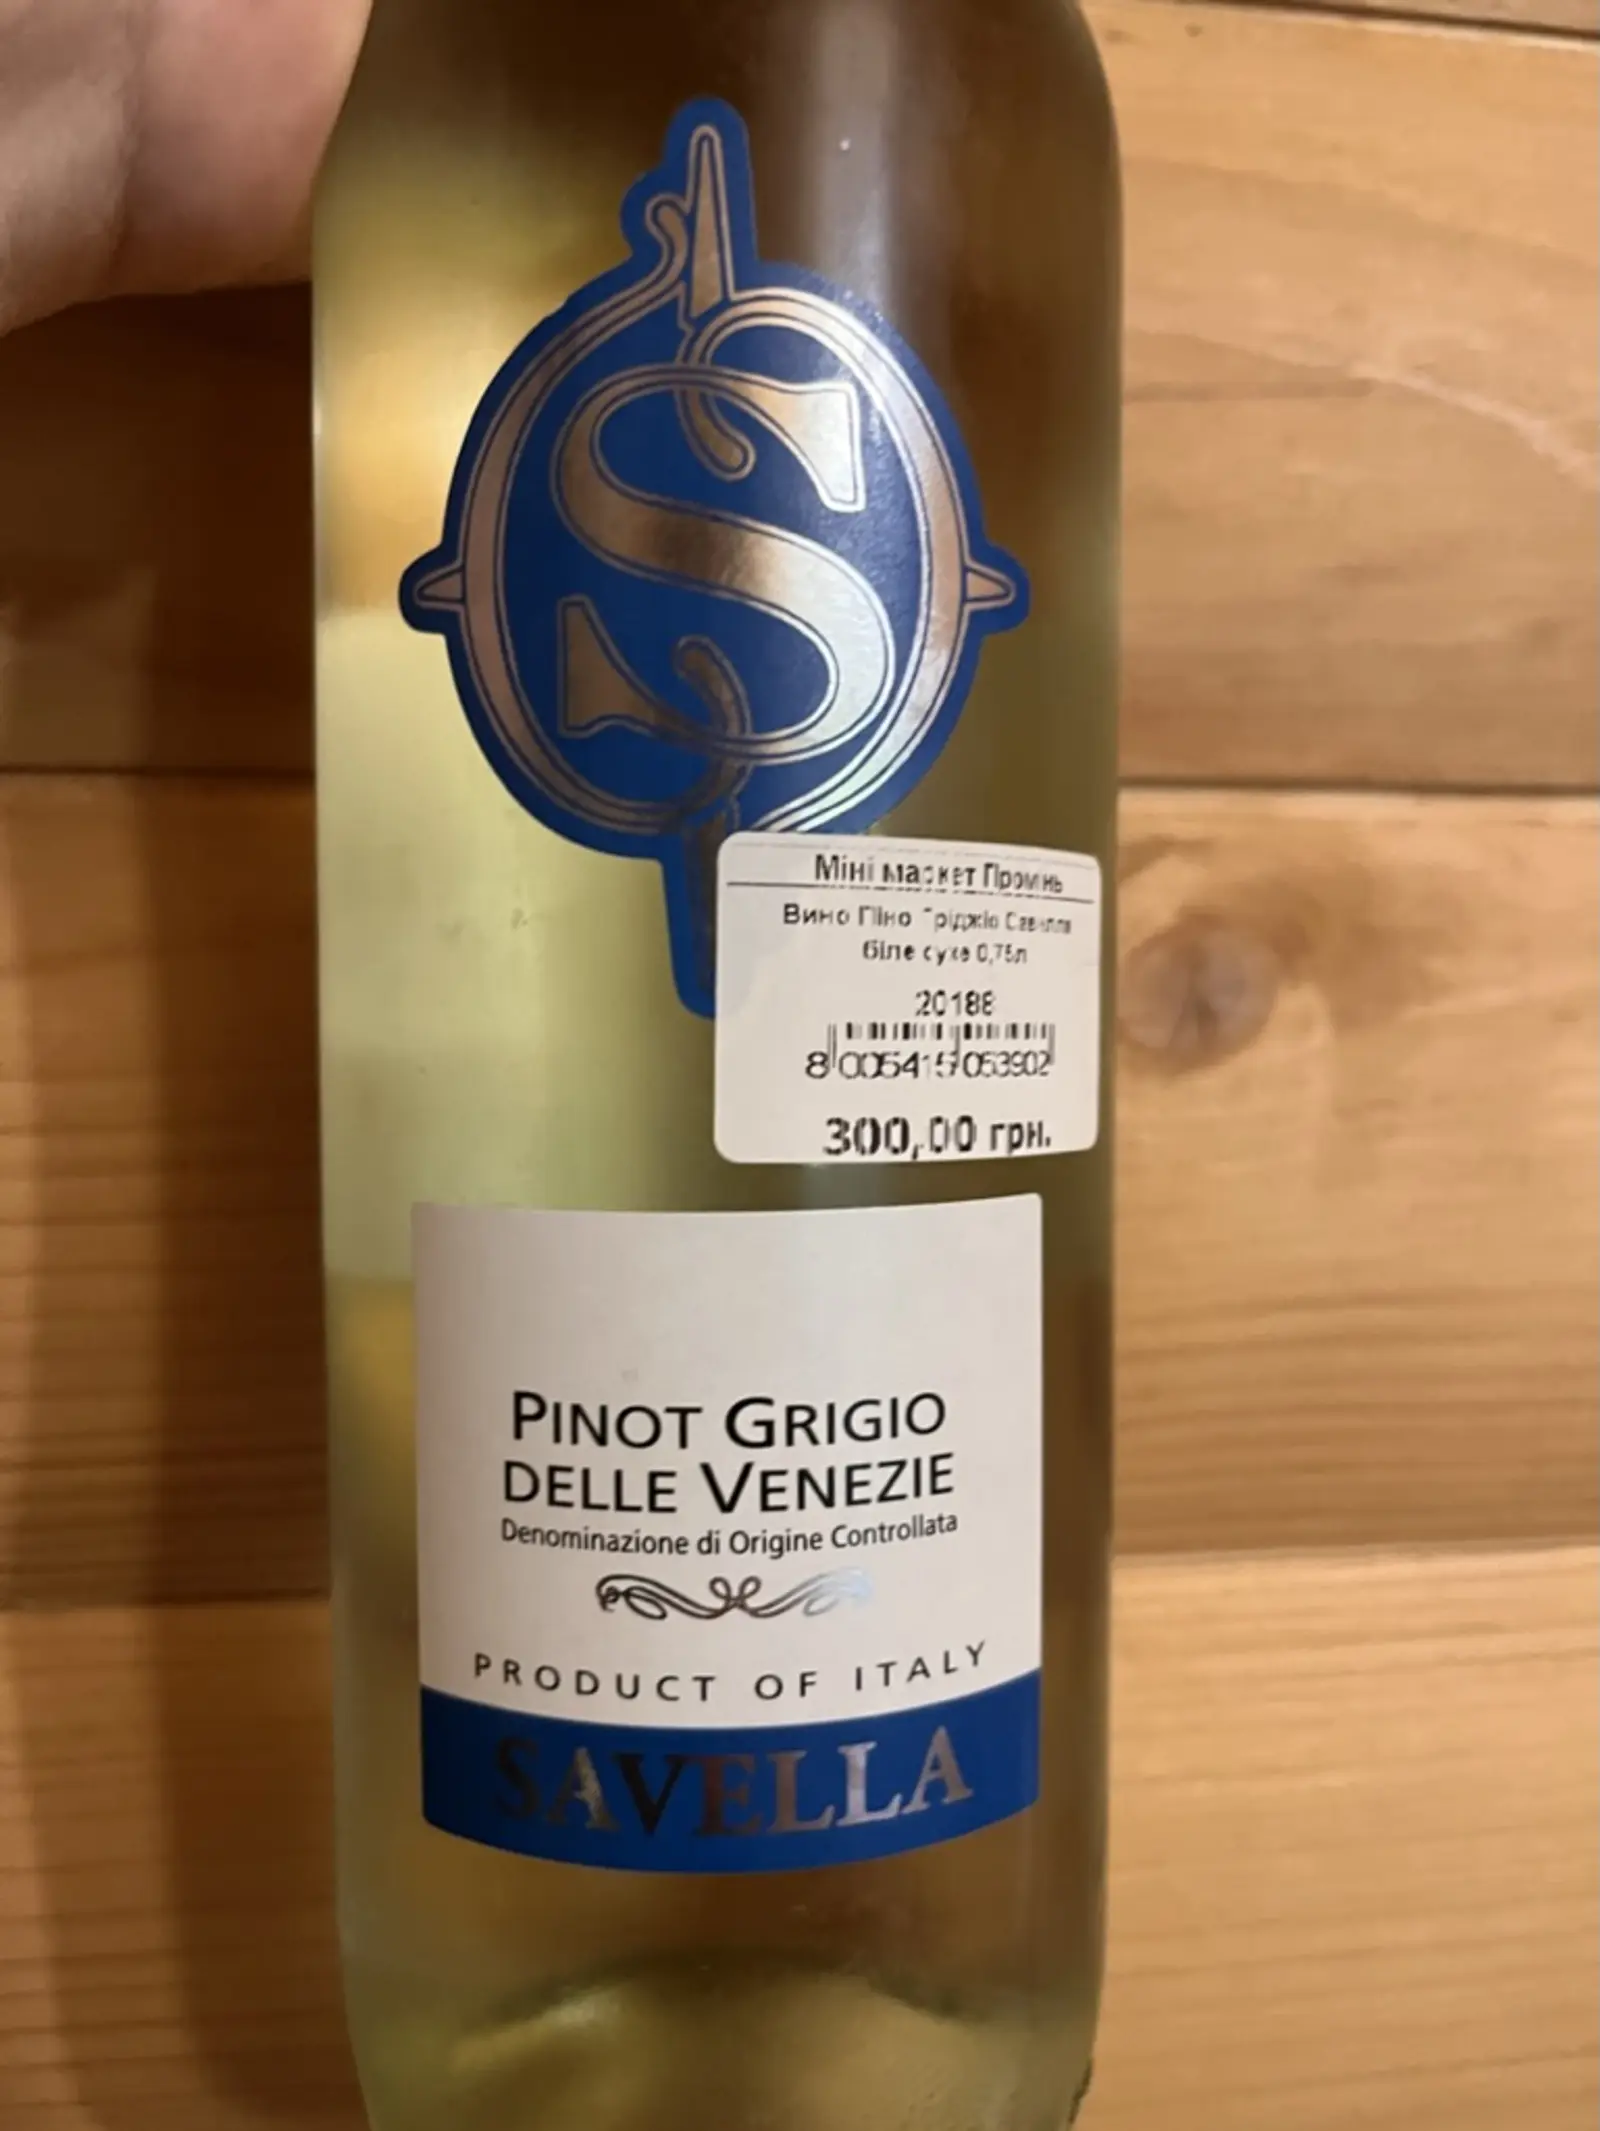 S
Міні маркет Промінь
Вино Піно Гріджіо Савелла
біле сухе 0,75л
20188
8 005415 053902
300,00 грн.
PINOT GRIGIO
DELLE VENEZIE
Denominazione di Origine Controllata
PRODUCT OF ITALY
SAVELLA